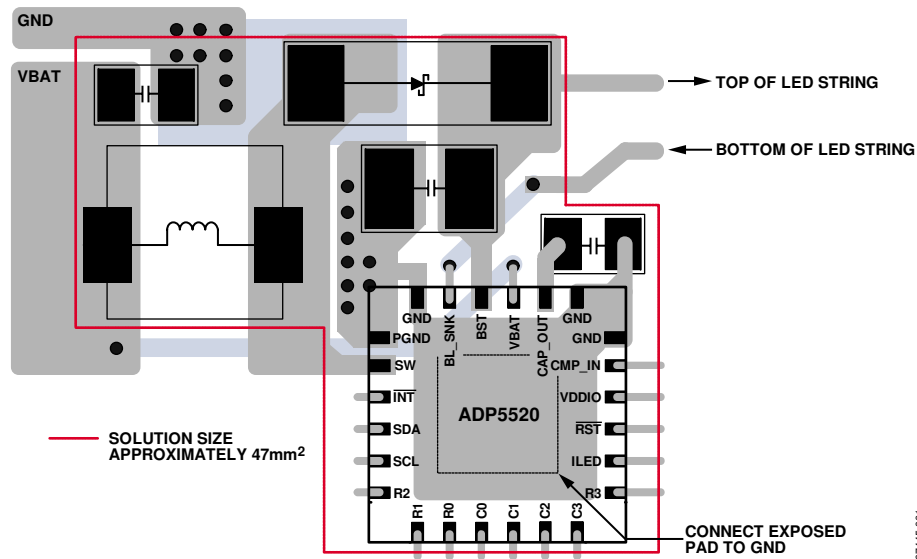 GND
VBAT
TOP OF LED STRING
BOTTOM OF LED STRING
GND
BL_SNK
BST
VBAT
CAP_OUT
GND
PGND
GND
SW
CMP_IN
INT
VDDIO
ADP5520
SDA
RST
SCL
ILED
R2
R3
SOLUTION SIZE
APPROXIMATELY 47mm²
R1
R0
C0
C1
C2
C3
CONNECT EXPOSED
PAD TO GND